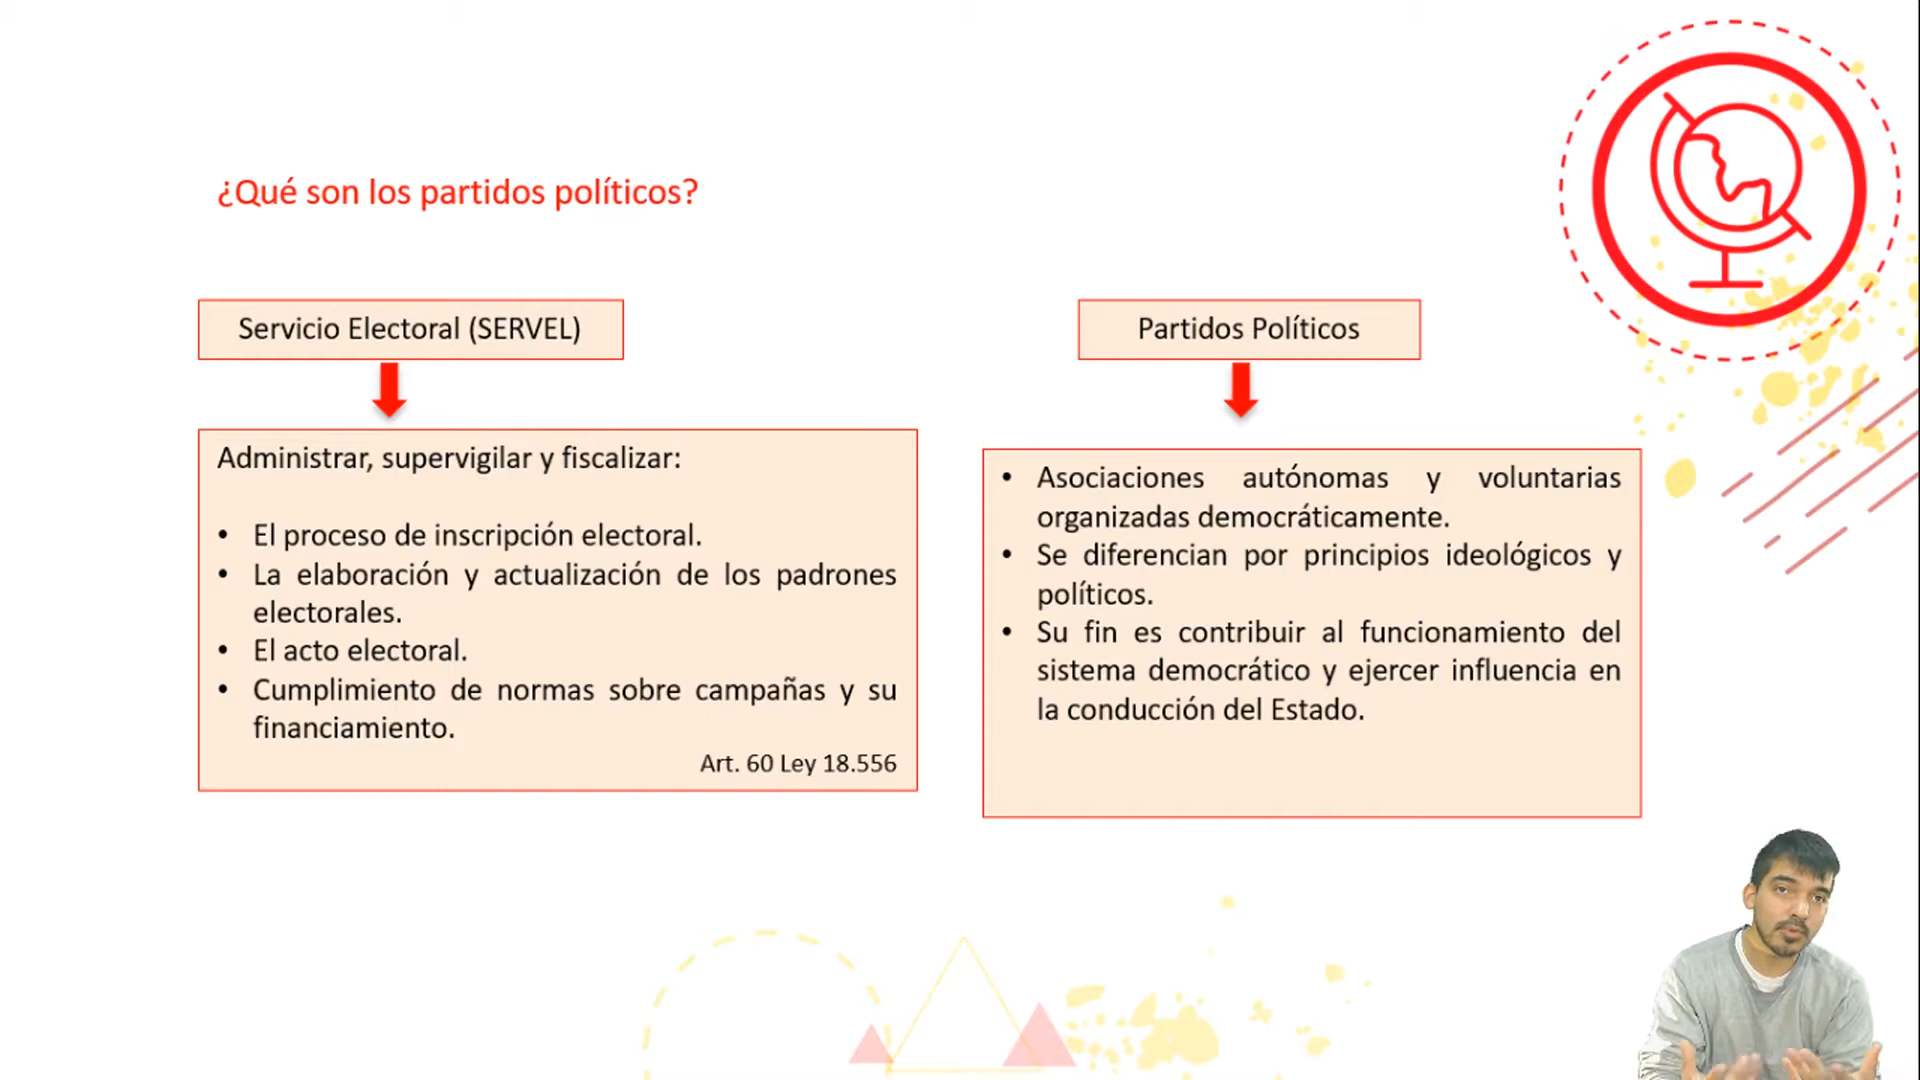 ¿Qué son los partidos políticos?
Servicio Electoral (SERVEL)
Administrar, supervigilar y fiscalizar:
• El proceso de inscripción electoral.
• La elaboración y actualización de los padrones
electorales.
• El acto electoral.
• Cumplimiento de normas sobre campañas y su
financiamiento.
Art. 60 Ley 18.556
Partidos Políticos
• Asociaciones autónomas y voluntarias
organizadas democráticamente.
• Se diferencian por principios ideológicos y
políticos.
• Su fin es contribuir al funcionamiento del
sistema democrático y ejercer influencia en
la conducción del Estado.